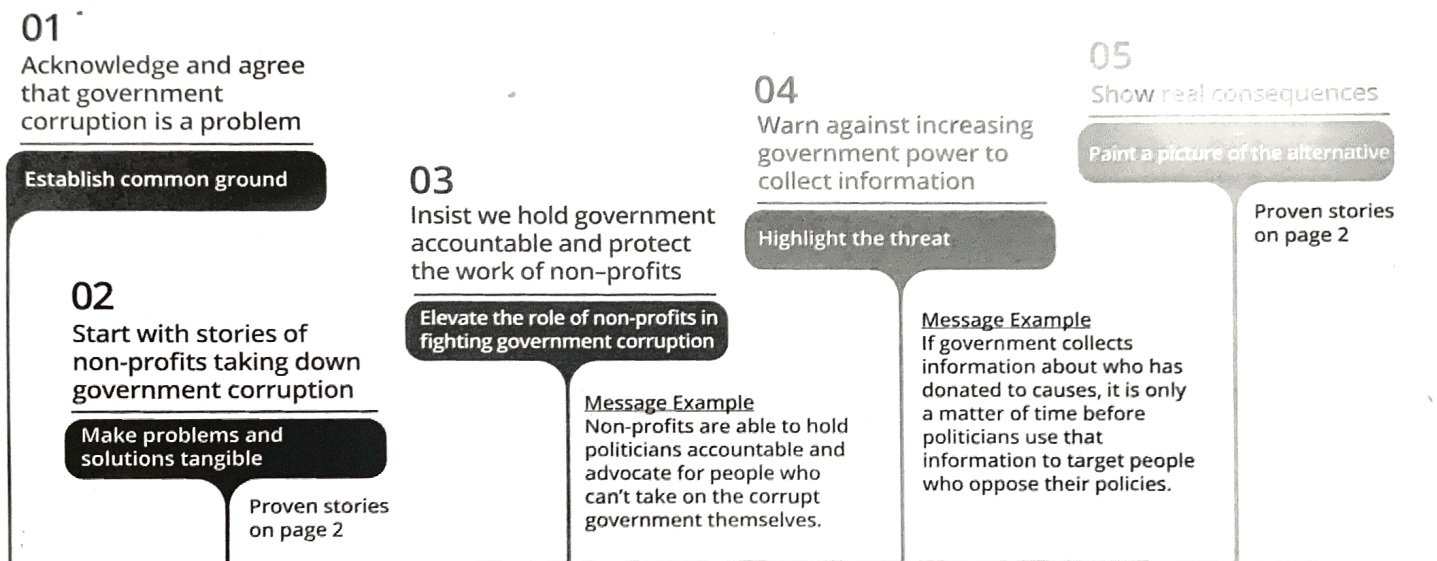 01
Acknowledge and agree
that government
corruption is a problem
Establish common ground
02
Start with stories of
non-profits taking down
government corruption
Make problems and
solutions tangible
Proven stories
on page 2
03
Insist we hold government
accountable and protect
the work of non-profits
Elevate the role of non-profits in
fighting government corruption
Message Example
Non-profits are able to hold
politicians accountable and
advocate for people who
can't take on the corrupt
government themselves.
04
Warn against increasing
government power to
collect information
Highlight the threat
Message Example
If government collects
information about who has
donated to causes, it is only
a matter of time before
politicians use that
information to target people
who oppose their policies.
05
Show real consequences
Paint a picture of the alternative
Proven stories
on page 2